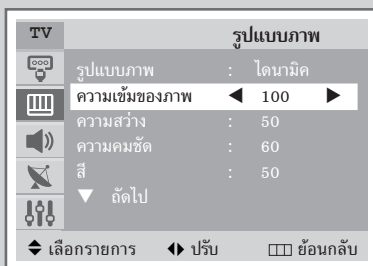 TV รูปแบบภาพ
รูปแบบภาพ : ไดนามิค
ความเข้มของภาพ ◀ 100 ▶
ความสว่าง : 50
ความคมชัด : 60
สี : 50
▼ ถัดไป
เลือกรายการ ปรับ ย้อนกลับ